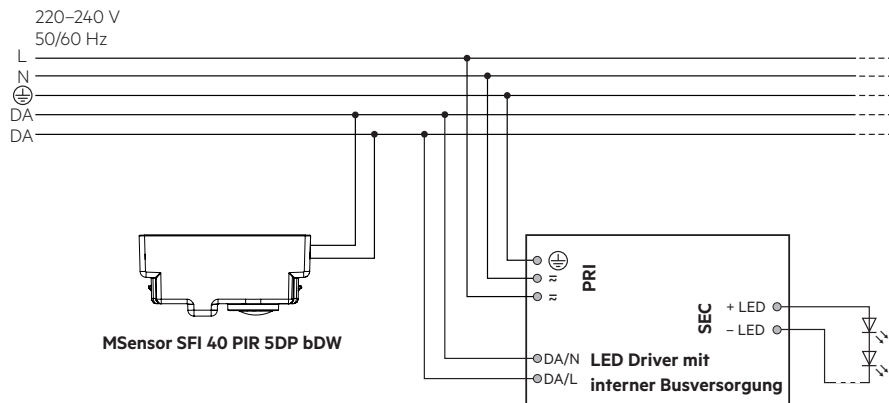 220–240 V
50/60 Hz
L
N
DA
DA
PRI
SEC
+ LED
– LED
MSensor SFI 40 PIR 5DP bDW
DA/N
LED Driver mit
DA/L
interner Busversorgung